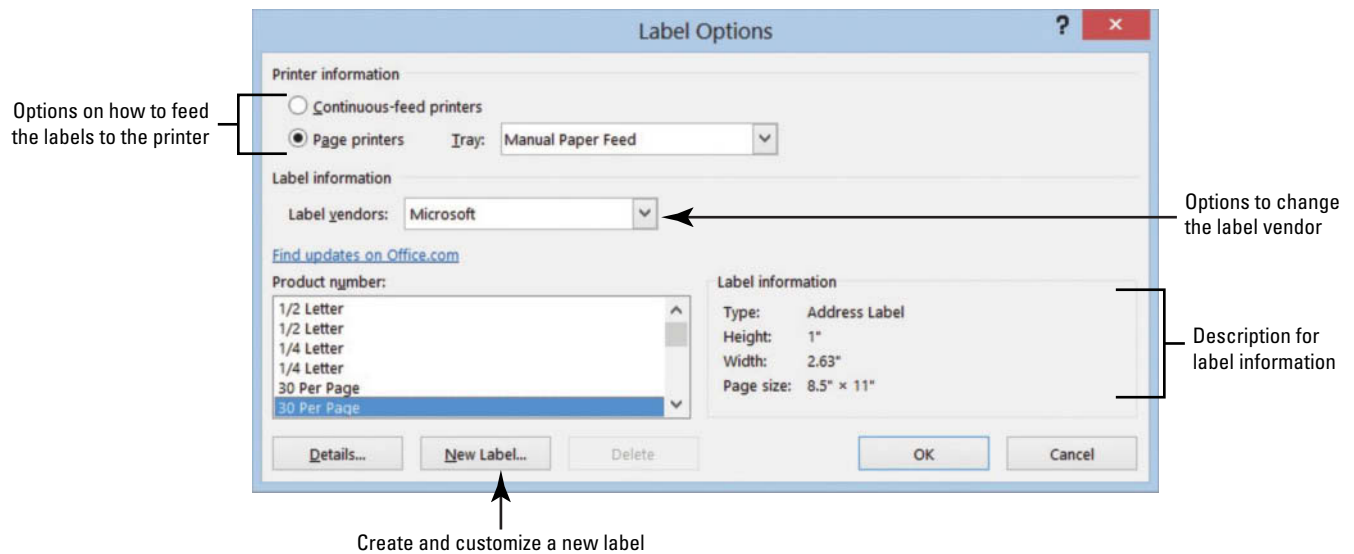 Label Options
?
Printer information
Options on how to feed
the labels to the printer
Continuous-feed printers
Page printers Tray: Manual Paper Feed
Label information
Label vendors: Microsoft
Options to change
the label vendor
Find updates on Office.com
Product number:
1/2 Letter
1/2 Letter
1/4 Letter
1/4 Letter
30 Per Page
30 Per Page
Label information
Type: Address Label
Height: 1"
Width: 2.63"
Page size: 8.5" × 11"
Description for
label information
Details... New Label... Delete OK Cancel
Create and customize a new label